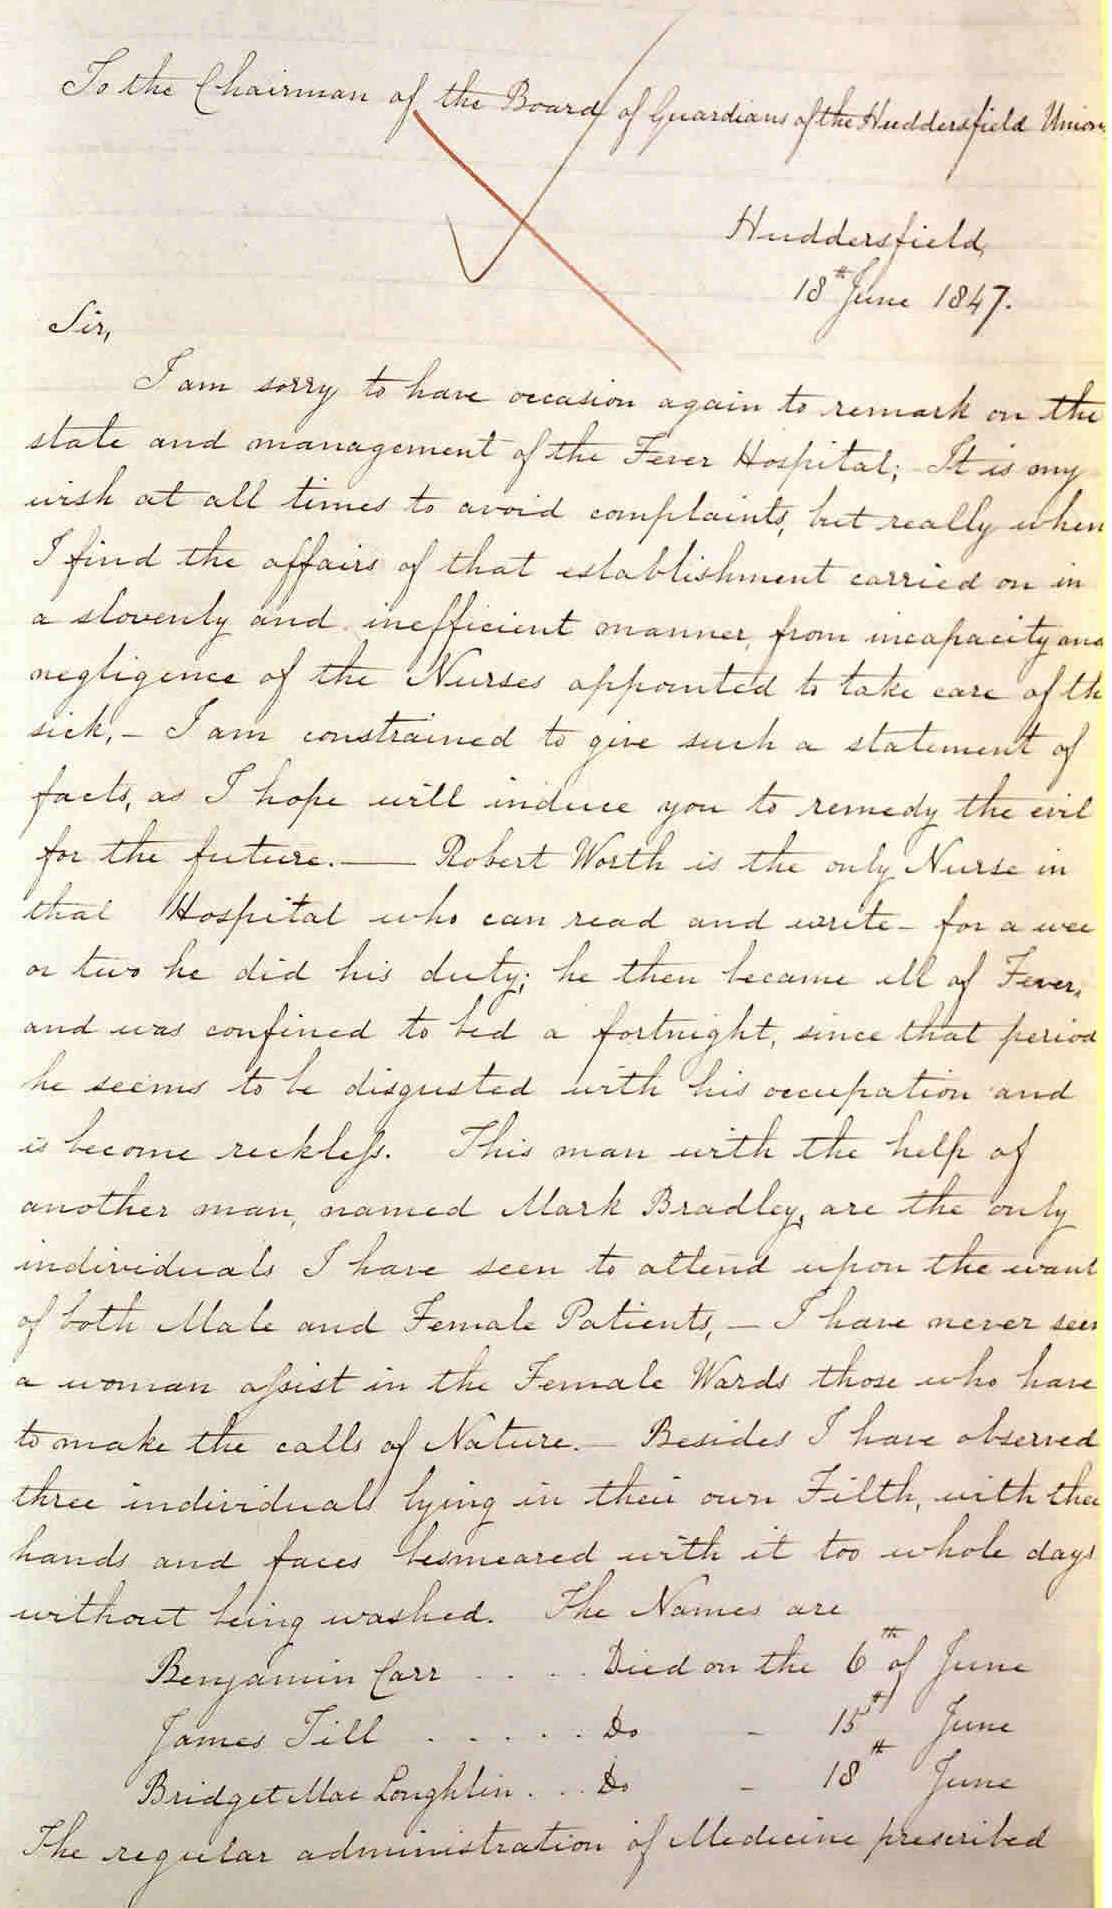 To the Chairman of the Board of Guardians of the Huddersfield Union
Huddersfield,
18th June 1847.
Sir,
I am sorry to have occasion again to remark on the
state and management of the Fever Hospital; It is my
wish at all times to avoid complaints, but really when
I find the affairs of that establishment carried on in
a slovenly and inefficient manner, from incapacity and
negligence of the Nurses appointed to take care of th
sick, – I am constrained to give such a statement of
facts, as I hope will induce you to remedy the evil
for the future. — Robert Worth is the only Nurse in
that Hospital who can read and write – for a wee
or two he did his duty; he then became ill of Fever,
and was confined to bed a fortnight, since that period
he seems to be disgusted with his occupation and
is become reckleſs. This man with the help of
another man, named Mark Bradley, are the only
individuals I have seen to attend upon the want
of both Male and Female Patients, – I have never seen
a woman aſsist in the Female Wards those who have
to make the calls of Nature. – Besides I have observed
three individuals lying in their own Filth, with thei
hands and faces besmeared with it too whole days
without being washed. The Names are
Benjamin Carr . . . . Died on the 6th of June
James Till . . . . . Do - 15th June
Bridget Mac Loughlin . . . Do - 18th June
The regular administration of Medicine prescribed